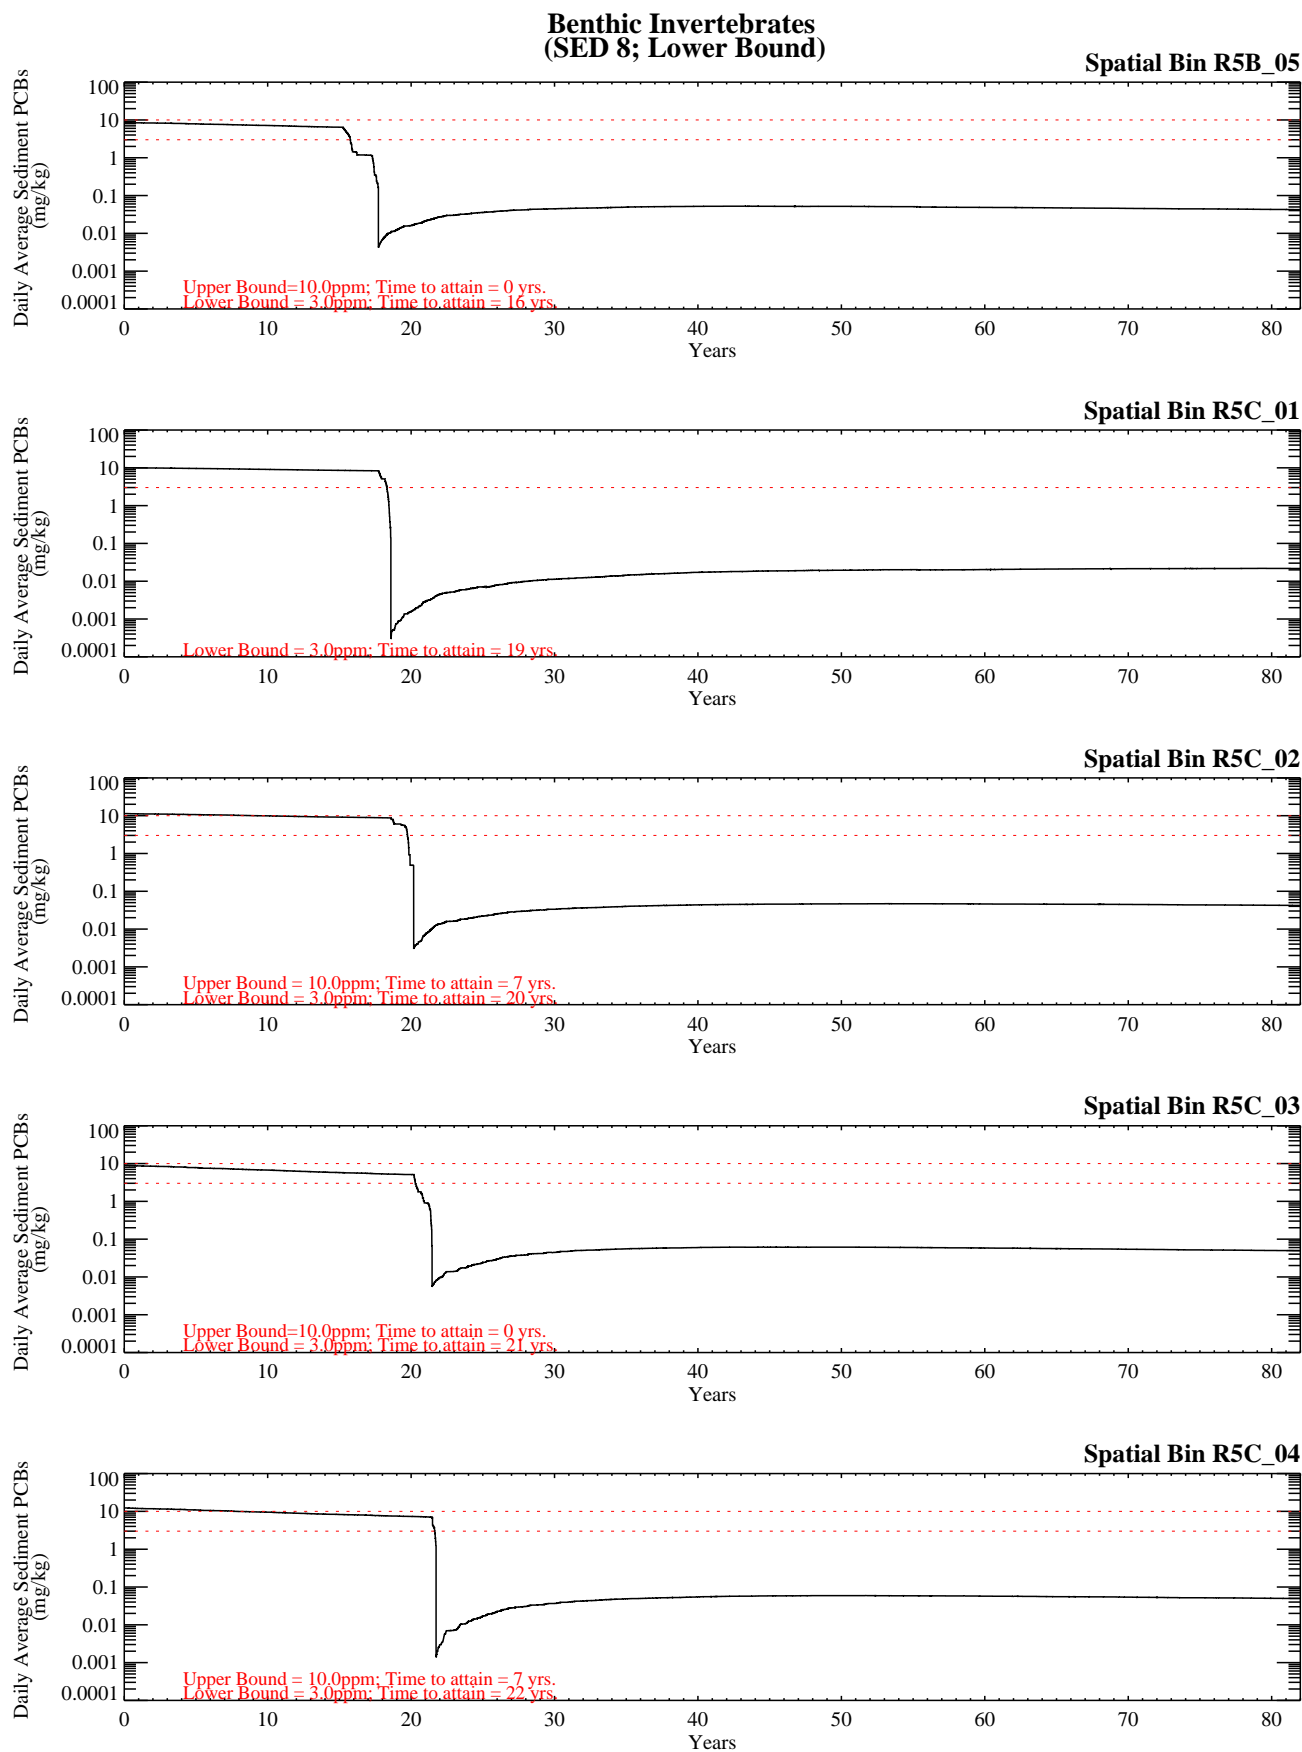 Benthic Invertebrates
(SED 8; Lower Bound)
Spatial Bin R5B_05
Daily Average Sediment PCBs
(mg/kg)
100
10
1
0.1
0.01
0.001
0.0001
Upper Bound=10.0ppm; Time to attain = 0 yrs.
Lower Bound = 3.0ppm; Time to attain = 16 yrs.
0 10 20 30 40 50 60 70 80
Years
Spatial Bin R5C_01
Daily Average Sediment PCBs
(mg/kg)
100
10
1
0.1
0.01
0.001
0.0001
Lower Bound = 3.0ppm; Time to attain = 19 yrs.
0 10 20 30 40 50 60 70 80
Years
Spatial Bin R5C_02
Daily Average Sediment PCBs
(mg/kg)
100
10
1
0.1
0.01
0.001
0.0001
Upper Bound = 10.0ppm; Time to attain = 7 yrs.
Lower Bound = 3.0ppm; Time to attain = 20 yrs.
0 10 20 30 40 50 60 70 80
Years
Spatial Bin R5C_03
Daily Average Sediment PCBs
(mg/kg)
100
10
1
0.1
0.01
0.001
0.0001
Upper Bound=10.0ppm; Time to attain = 0 yrs.
Lower Bound = 3.0ppm; Time to attain = 21 yrs.
0 10 20 30 40 50 60 70 80
Years
Spatial Bin R5C_04
Daily Average Sediment PCBs
(mg/kg)
100
10
1
0.1
0.01
0.001
0.0001
Upper Bound = 10.0ppm; Time to attain = 7 yrs.
Lower Bound = 3.0ppm; Time to attain = 22 yrs.
0 10 20 30 40 50 60 70 80
Years